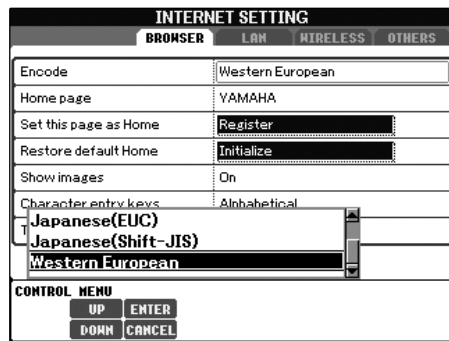 INTERNET SETTING
BROWSER LAN WIRELESS OTHERS
Encode Western European
Home page YAMAHA
Set this page as Home Register
Restore default Home Initialize
Show images On
Character entry keys Alphabetical
T
Japanese(EUC)
Japanese(Shift-JIS)
Western European
CONTROL MENU
UP ENTER
DOWN CANCEL